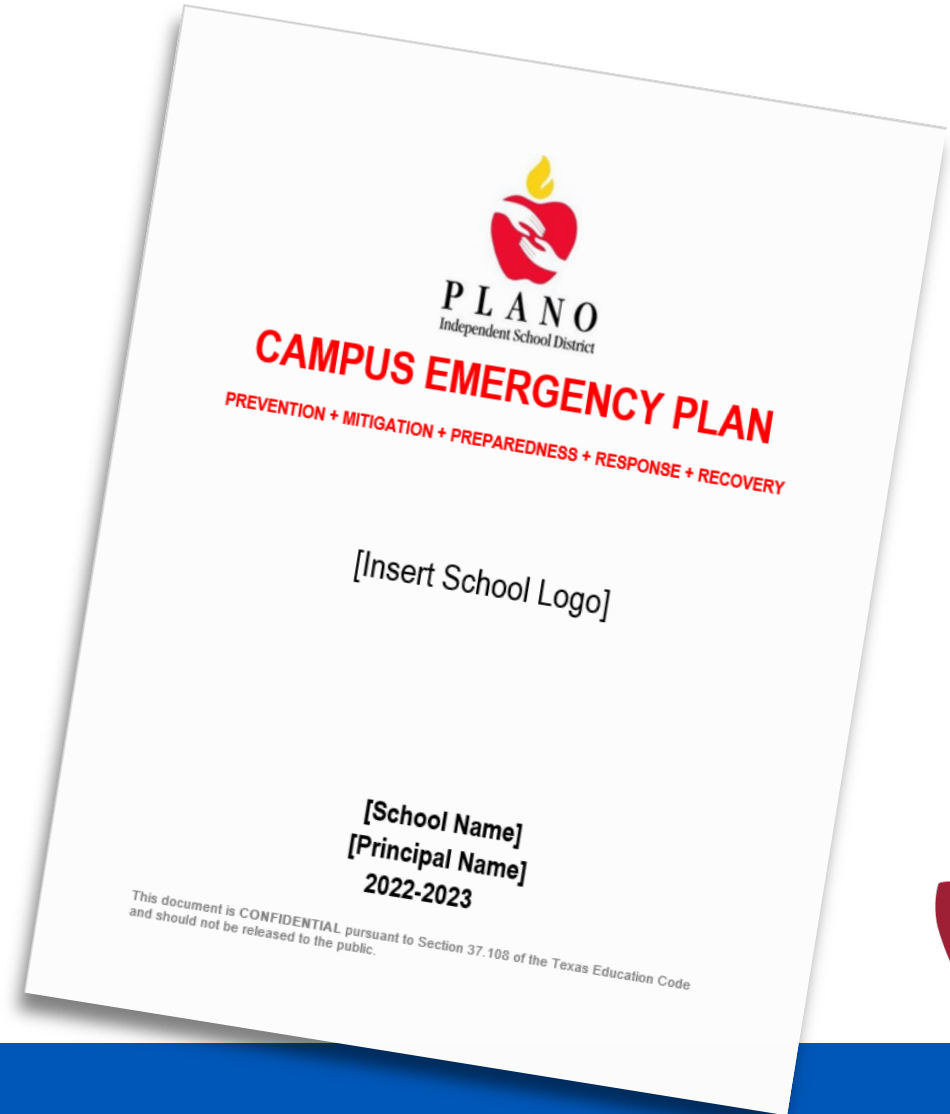 PLANO
Independent School District
CAMPUS EMERGENCY PLAN
PREVENTION + MITIGATION + PREPAREDNESS + RESPONSE + RECOVERY
[Insert School Logo]
[School Name]
[Principal Name]
2022-2023
This document is CONFIDENTIAL pursuant to Section 37.108 of the Texas Education Code
and should not be released to the public.